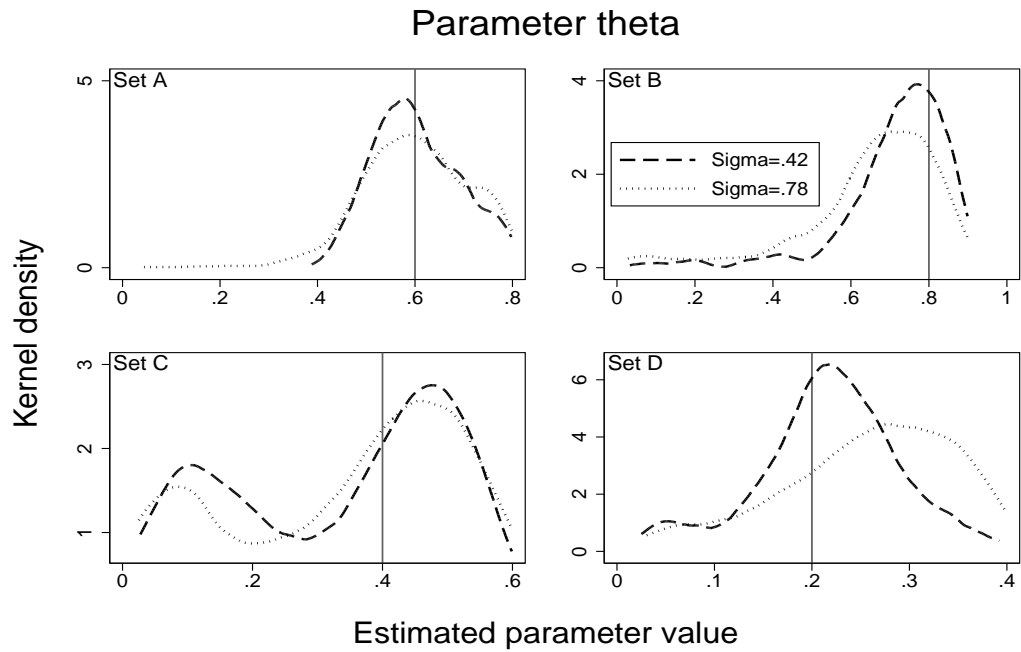 Parameter theta
Kernel density
Set A
5
0
0 .2 .4 .6 .8
Set B
4
2
0
Sigma=.42
Sigma=.78
0 .2 .4 .6 .8 1
Set C
3
2
1
0 .2 .4 .6
Set D
6
4
2
0
0 .1 .2 .3 .4
Estimated parameter value